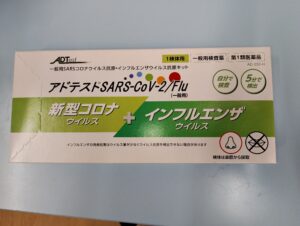 ADTest
1検体用 一般用検査薬 第1類医薬品
一般用SARSコロナウイルス抗原・インフルエンザウイルス抗原キット
アドテストSARS-CoV-2/Flu
(一般用)
自分で
検査
5分で
検出
新型コロナ
ウイルス
+
インフルエンザ
ウイルス
検体は鼻腔から採取